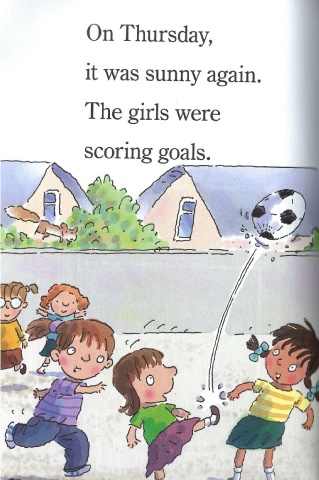 On Thursday,
it was sunny again.
The girls were
scoring goals.